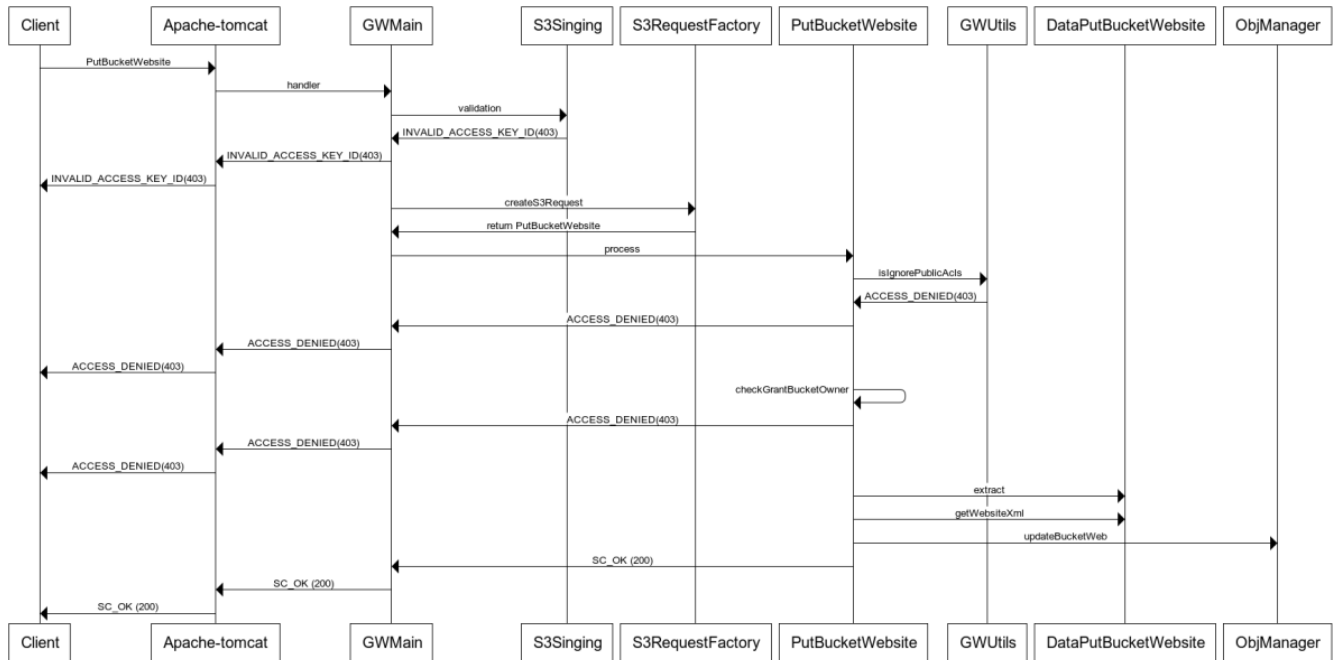 Client Apache-tomcat GWMain S3Singing S3RequestFactory PutBucketWebsite GWUtils DataPutBucketWebsite ObjManager
PutBucketWebsite
handler
validation
INVALID_ACCESS_KEY_ID(403)
INVALID_ACCESS_KEY_ID(403)
INVALID_ACCESS_KEY_ID(403)
createS3Request
return PutBucketWebsite
process
isIgnorePublicAcls
ACCESS_DENIED(403)
ACCESS_DENIED(403)
ACCESS_DENIED(403)
ACCESS_DENIED(403)
checkGrantBucketOwner
ACCESS_DENIED(403)
ACCESS_DENIED(403)
ACCESS_DENIED(403)
extract
getWebsiteXml
updateBucketWeb
SC_OK (200)
SC_OK (200)
SC_OK (200)
Client Apache-tomcat GWMain S3Singing S3RequestFactory PutBucketWebsite GWUtils DataPutBucketWebsite ObjManager